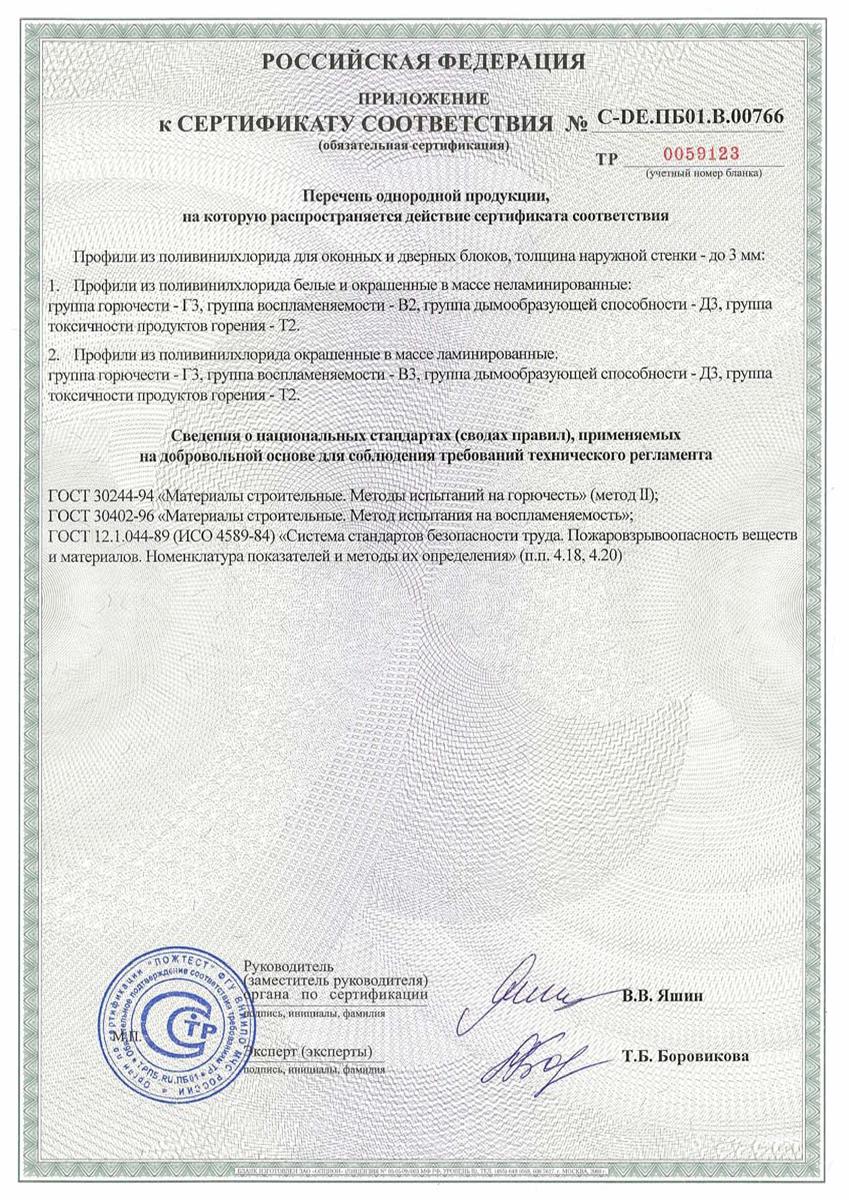 РОССИЙСКАЯ ФЕДЕРАЦИЯ
ПРИЛОЖЕНИЕ
к СЕРТИФИКАТУ СООТВЕТСТВИЯ № C-DE.ПБ01.В.00766
(обязательная сертификация)
ТР 0059123
(учетный номер бланка)
Перечень однородной продукции,
на которую распространяется действие сертификата соответствия
Профили из поливинилхлорида для оконных и дверных блоков, толщина наружной стенки - до 3 мм:
1. Профили из поливинилхлорида белые и окрашенные в массе неламинированные:
группа горючести - Г3, группа воспламеняемости - В2, группа дымообразующей способности - Д3, группа
токсичности продуктов горения - Т2.
2. Профили из поливинилхлорида окрашенные в массе ламинированные:
группа горючести - Г3, группа воспламеняемости - В3, группа дымообразующей способности - Д3, группа
токсичности продуктов горения - Т2.
Сведения о национальных стандартах (сводах правил), применяемых
на добровольной основе для соблюдения требований технического регламента
ГОСТ 30244-94 «Материалы строительные. Методы испытаний на горючесть» (метод II);
ГОСТ 30402-96 «Материалы строительные. Метод испытания на воспламеняемость»;
ГОСТ 12.1.044-89 (ИСО 4589-84) «Система стандартов безопасности труда. Пожаровзрывоопасность веществ
и материалов. Номенклатура показателей и методы их определения» (п.п. 4.18, 4.20)
Руководитель
(заместитель руководителя)
органа по сертификации
подпись, инициалы, фамилия
В.В. Яшин
М.П.
Эксперт (эксперты)
подпись, инициалы, фамилия
Т.Б. Боровикова
Орган по сертификации "ПОЖТЕСТ" ФГУ ВНИИПО МЧС РОССИИ
подтверждение соответствия требованиям ТР
ТРПБ.RU.ПБ01
СТР